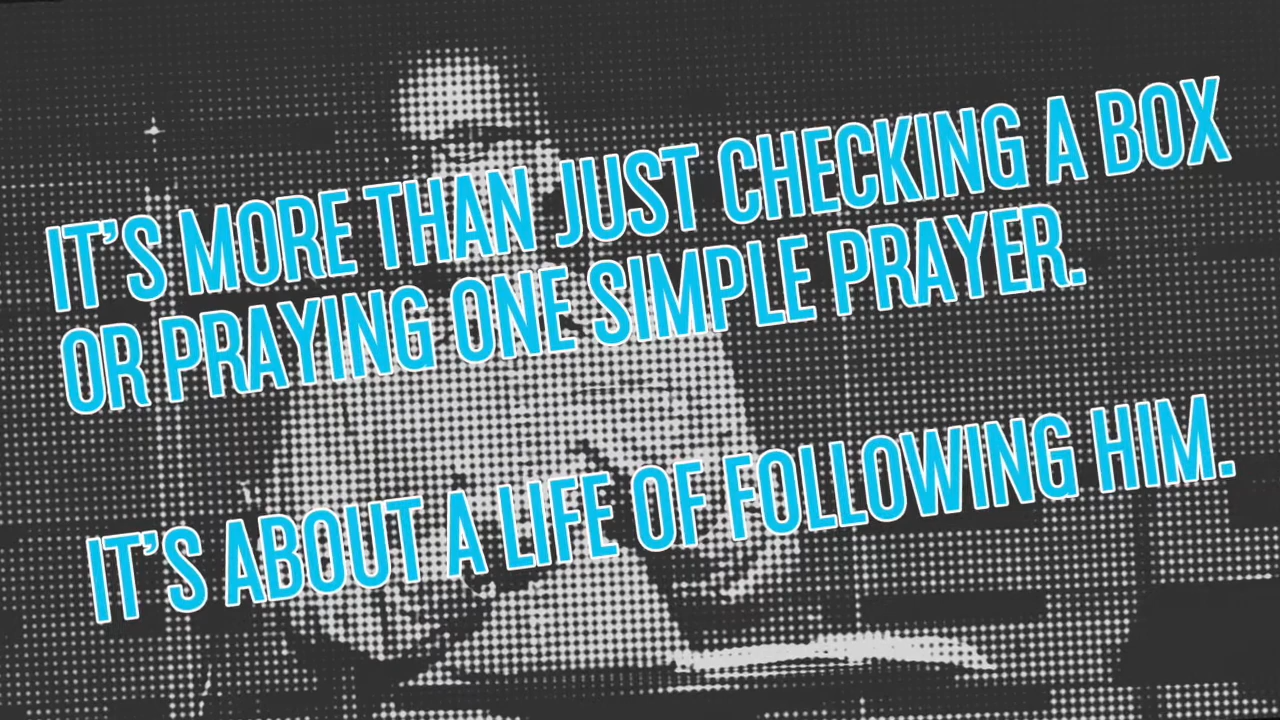 IT'S MORE THAN JUST CHECKING A BOX
OR PRAYING ONE SIMPLE PRAYER.
IT'S ABOUT A LIFE OF FOLLOWING HIM.